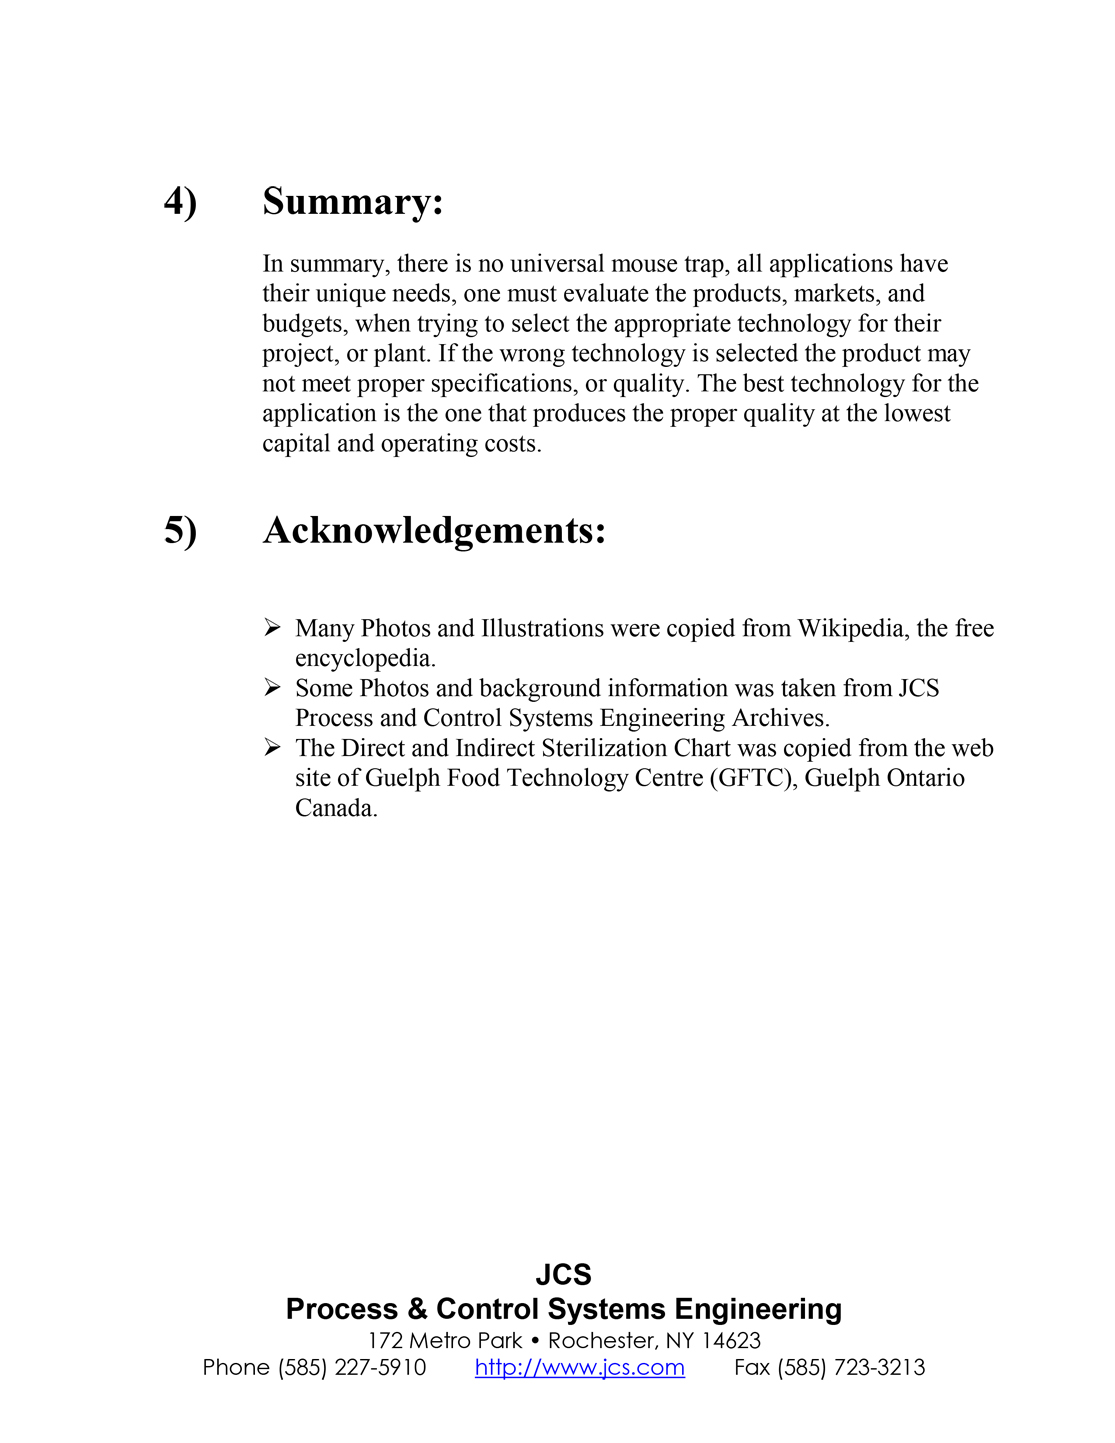 4) Summary:
In summary, there is no universal mouse trap, all applications have
their unique needs, one must evaluate the products, markets, and
budgets, when trying to select the appropriate technology for their
project, or plant. If the wrong technology is selected the product may
not meet proper specifications, or quality. The best technology for the
application is the one that produces the proper quality at the lowest
capital and operating costs.
5) Acknowledgements:
➢ Many Photos and Illustrations were copied from Wikipedia, the free
encyclopedia.
➢ Some Photos and background information was taken from JCS
Process and Control Systems Engineering Archives.
➢ The Direct and Indirect Sterilization Chart was copied from the web
site of Guelph Food Technology Centre (GFTC), Guelph Ontario
Canada.
JCS
Process & Control Systems Engineering
172 Metro Park • Rochester, NY 14623
Phone (585) 227-5910 http://www.jcs.com Fax (585) 723-3213